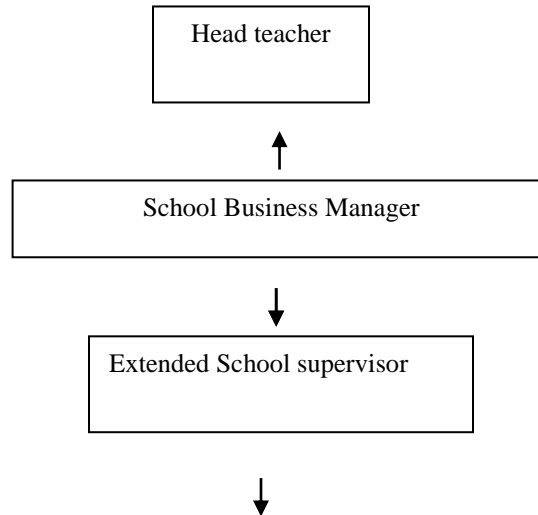 Head teacher
School Business Manager
Extended School supervisor